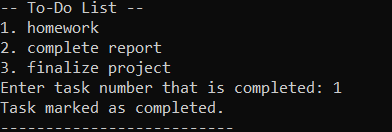 -- To-Do List --
1. homework
2. complete report
3. finalize project
Enter task number that is completed: 1
Task marked as completed.
--------------------------